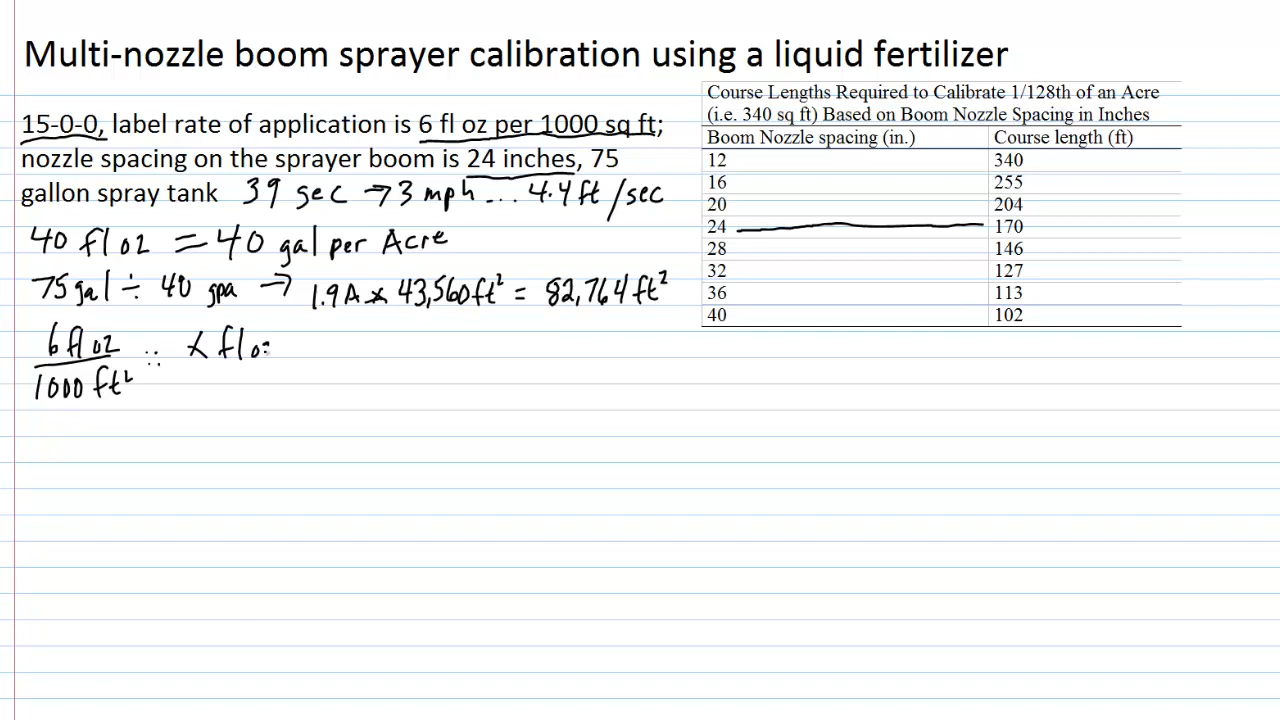 Multi-nozzle boom sprayer calibration using a liquid fertilizer
15-0-0, label rate of application is 6 fl oz per 1000 sq ft;
nozzle spacing on the sprayer boom is 24 inches, 75
gallon spray tank 39 sec → 3 mph ... 4.4 ft/sec
40 fl oz = 40 gal per Acre
75 gal ÷ 40 gpa → 1.9A x 43,560 ft² = 82,764 ft²
6 fl oz :: x fl oz
1000 ft²
Course Lengths Required to Calibrate 1/128th of an Acre
(i.e. 340 sq ft) Based on Boom Nozzle Spacing in Inches
Boom Nozzle spacing (in.) Course length (ft)
12 340
16 255
20 204
24 170
28 146
32 127
36 113
40 102